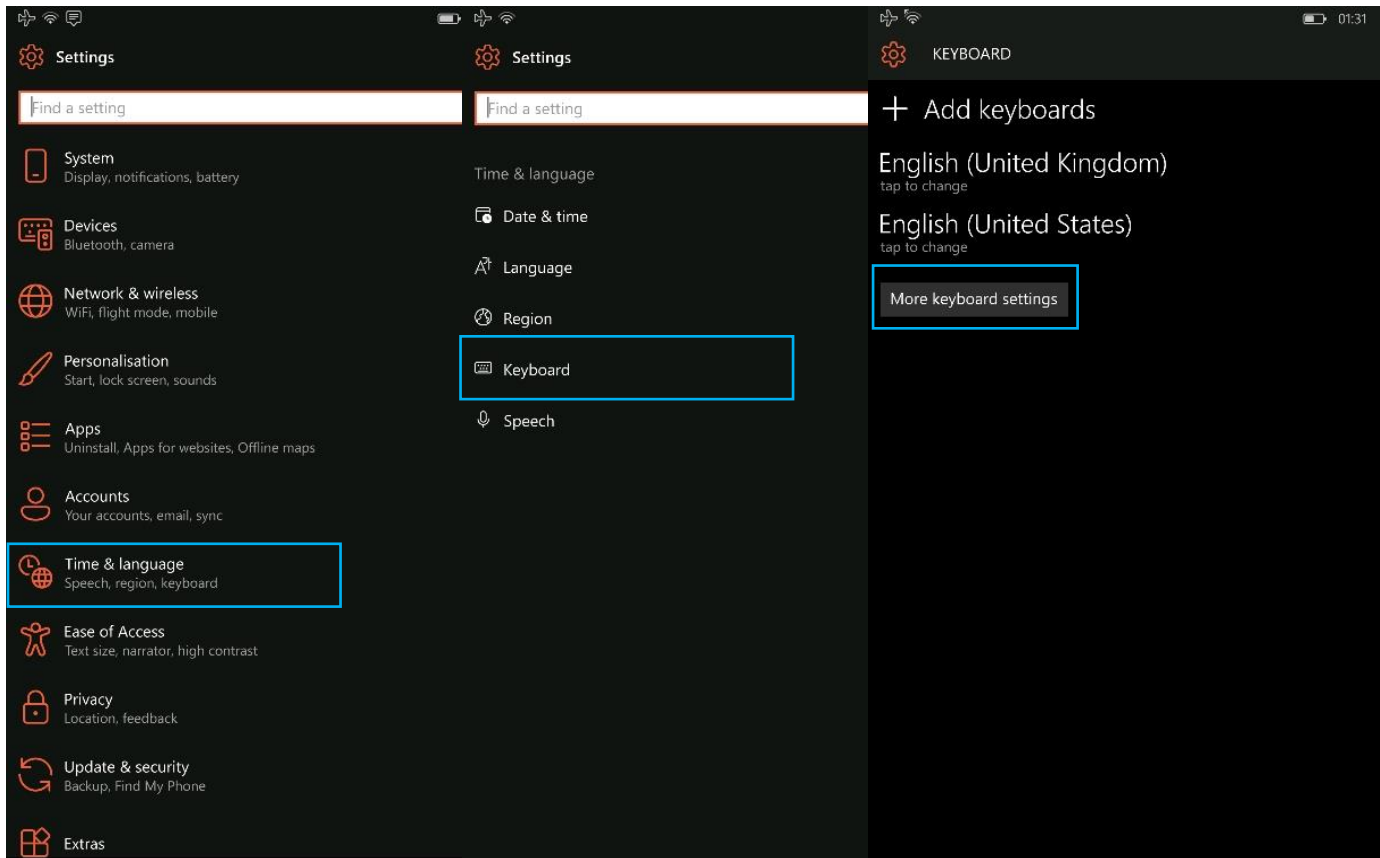 Settings
Find a setting
System
Display, notifications, battery
Devices
Bluetooth, camera
Network & wireless
WiFi, flight mode, mobile
Personalisation
Start, lock screen, sounds
Apps
Uninstall, Apps for websites, Offline maps
Accounts
Your accounts, email, sync
Time & language
Speech, region, keyboard
Ease of Access
Text size, narrator, high contrast
Privacy
Location, feedback
Update & security
Backup, Find My Phone
Extras
Settings
Find a setting
Time & language
Date & time
Language
Region
Keyboard
Speech
01:31
KEYBOARD
+ Add keyboards
English (United Kingdom)
tap to change
English (United States)
tap to change
More keyboard settings